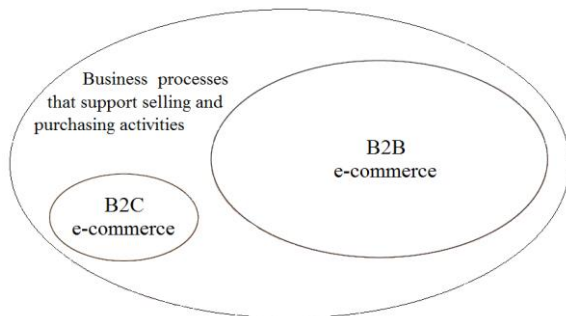 Business processes
that support selling and
purchasing activities
B2B
e-commerce
B2C
e-commerce